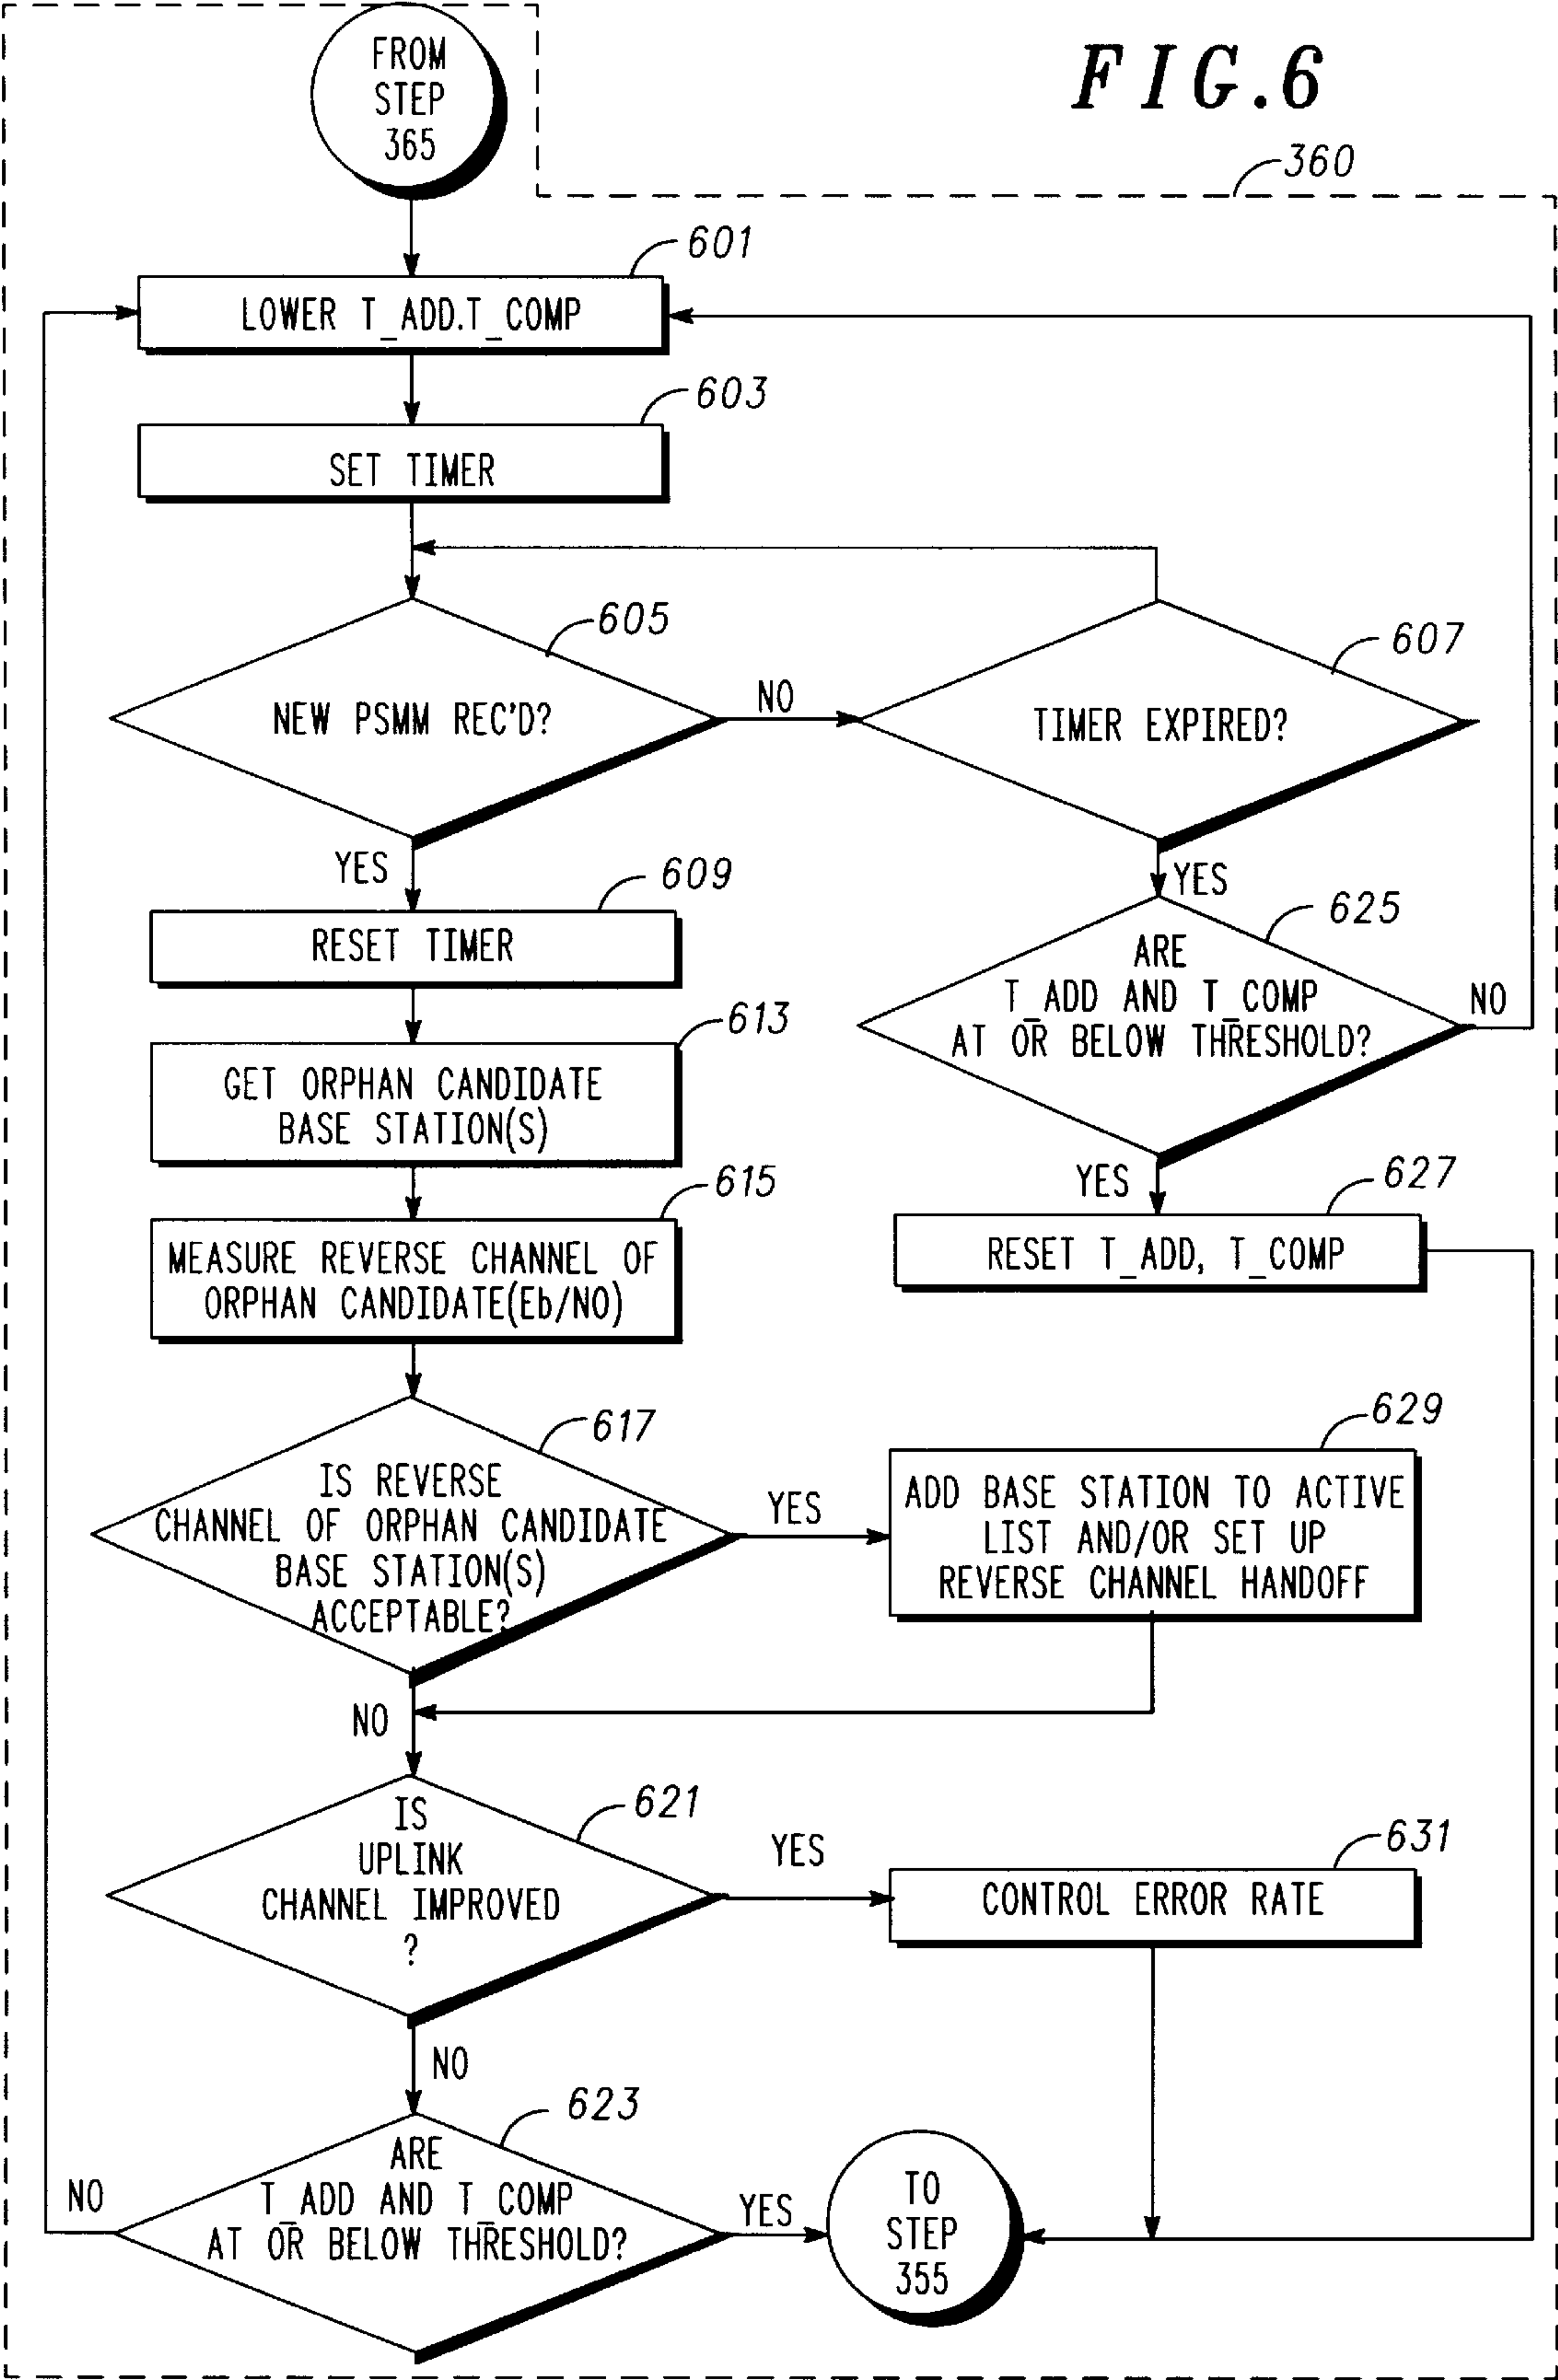 FROM
STEP
365
FIG.6
360
601
LOWER T_ADD.T_COMP
603
SET TIMER
605
NEW PSMM REC'D?
NO
607
TIMER EXPIRED?
YES
609
RESET TIMER
YES
625
ARE
T_ADD AND T_COMP
AT OR BELOW THRESHOLD?
NO
613
GET ORPHAN CANDIDATE
BASE STATION(S)
YES
627
RESET T_ADD, T_COMP
615
MEASURE REVERSE CHANNEL OF
ORPHAN CANDIDATE(Eb/NO)
617
IS REVERSE
CHANNEL OF ORPHAN CANDIDATE
BASE STATION(S)
ACCEPTABLE?
YES
629
ADD BASE STATION TO ACTIVE
LIST AND/OR SET UP
REVERSE CHANNEL HANDOFF
NO
621
IS
UPLINK
CHANNEL IMPROVED
?
YES
631
CONTROL ERROR RATE
NO
623
ARE
T_ADD AND T_COMP
AT OR BELOW THRESHOLD?
NO
YES
TO
STEP
355